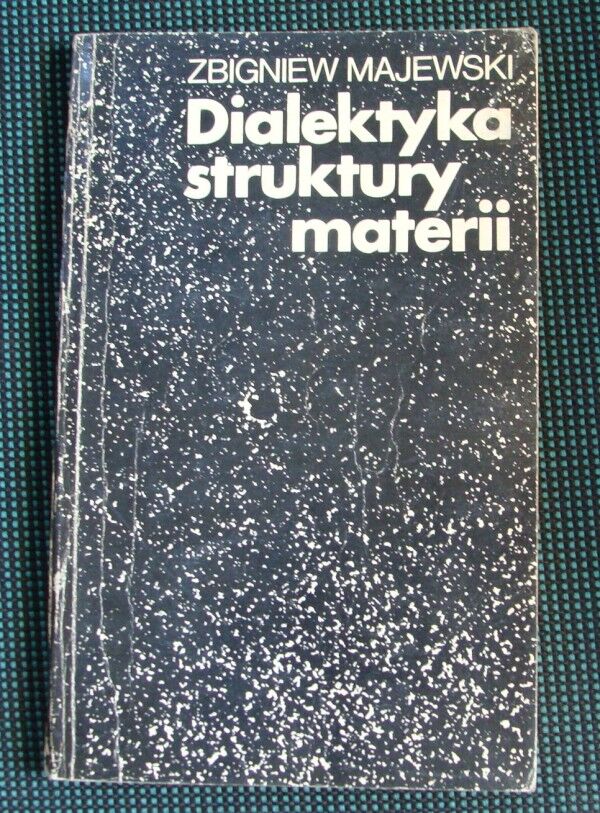 ZBIGNIEW MAJEWSKI
Dialektyka
struktury
materii